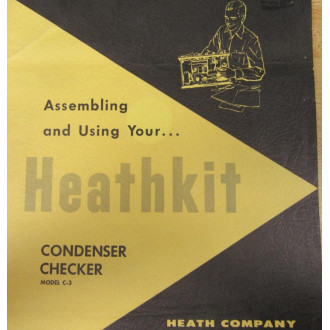 Assembling
and Using Your...
Heathkit
CONDENSER
CHECKER
MODEL C-3
HEATH COMPANY